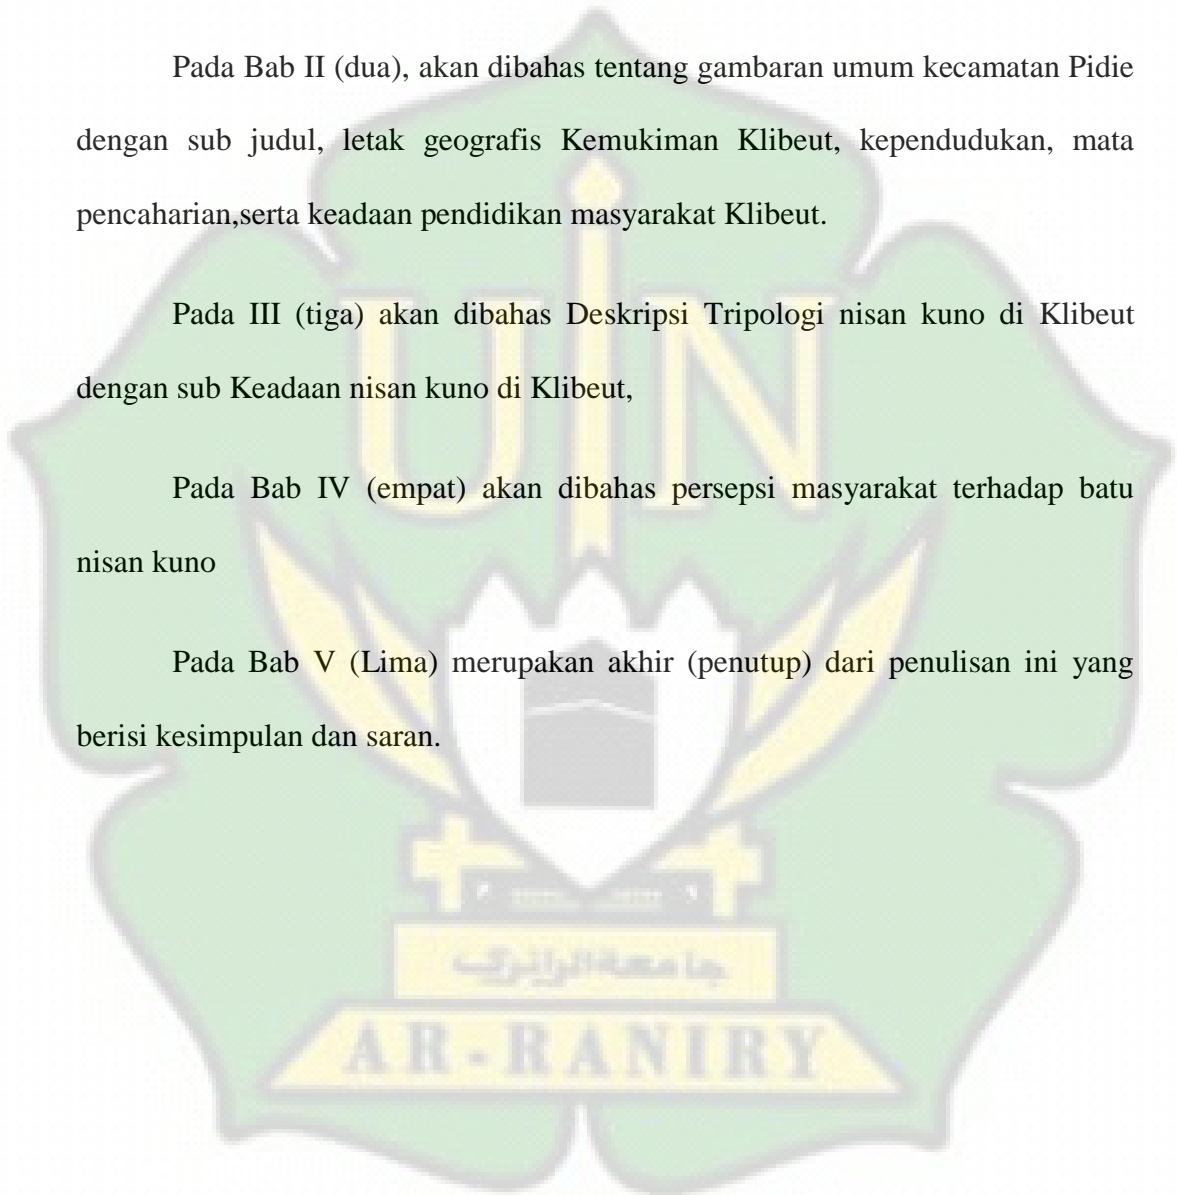 Pada Bab II (dua), akan dibahas tentang gambaran umum kecamatan Pidie
dengan sub judul, letak geografis Kemukiman Klibeut, kependudukan, mata
pencaharian,serta keadaan pendidikan masyarakat Klibeut.
Pada III (tiga) akan dibahas Deskripsi Tripologi nisan kuno di Klibeut
dengan sub Keadaan nisan kuno di Klibeut,
Pada Bab IV (empat) akan dibahas persepsi masyarakat terhadap batu
nisan kuno
Pada Bab V (Lima) merupakan akhir (penutup) dari penulisan ini yang
berisi kesimpulan dan saran.
UIN
جامعة الرانري
AR-RANIRY